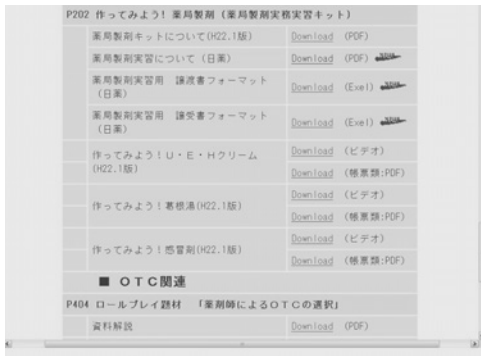 P202 作ってみよう! 薬局製剤（薬局製剤実務実習キット）
薬局製剤キットについて(H22.1版) Download (PDF)
薬局製剤実習について（日薬） Download (PDF)
薬局製剤実習用 譲渡書フォーマット（日薬） Download (Exel)
薬局製剤実習用 譲受書フォーマット（日薬） Download (Exel)
作ってみよう！Ｕ・Ｅ・Ｈクリーム(H22.1版) Download (ビデオ)
Download (帳票類:PDF)
作ってみよう！葛根湯(H22.1版) Download (ビデオ)
Download (帳票類:PDF)
作ってみよう！感冒剤(H22.1版) Download (ビデオ)
Download (帳票類:PDF)
■ ＯＴＣ関連
P404 ロールプレイ題材 「薬剤師によるＯＴＣの選択」
資料解説 Download (PDF)